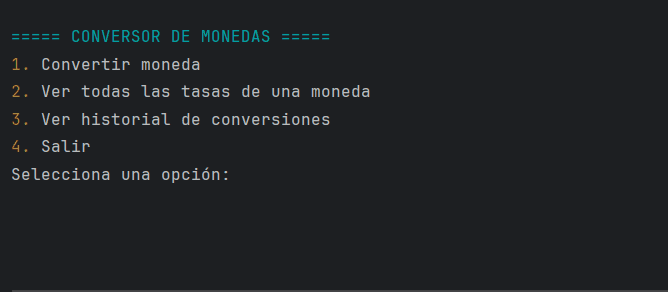 ===== CONVERSOR DE MONEDAS =====
1. Convertir moneda
2. Ver todas las tasas de una moneda
3. Ver historial de conversiones
4. Salir
Selecciona una opción: